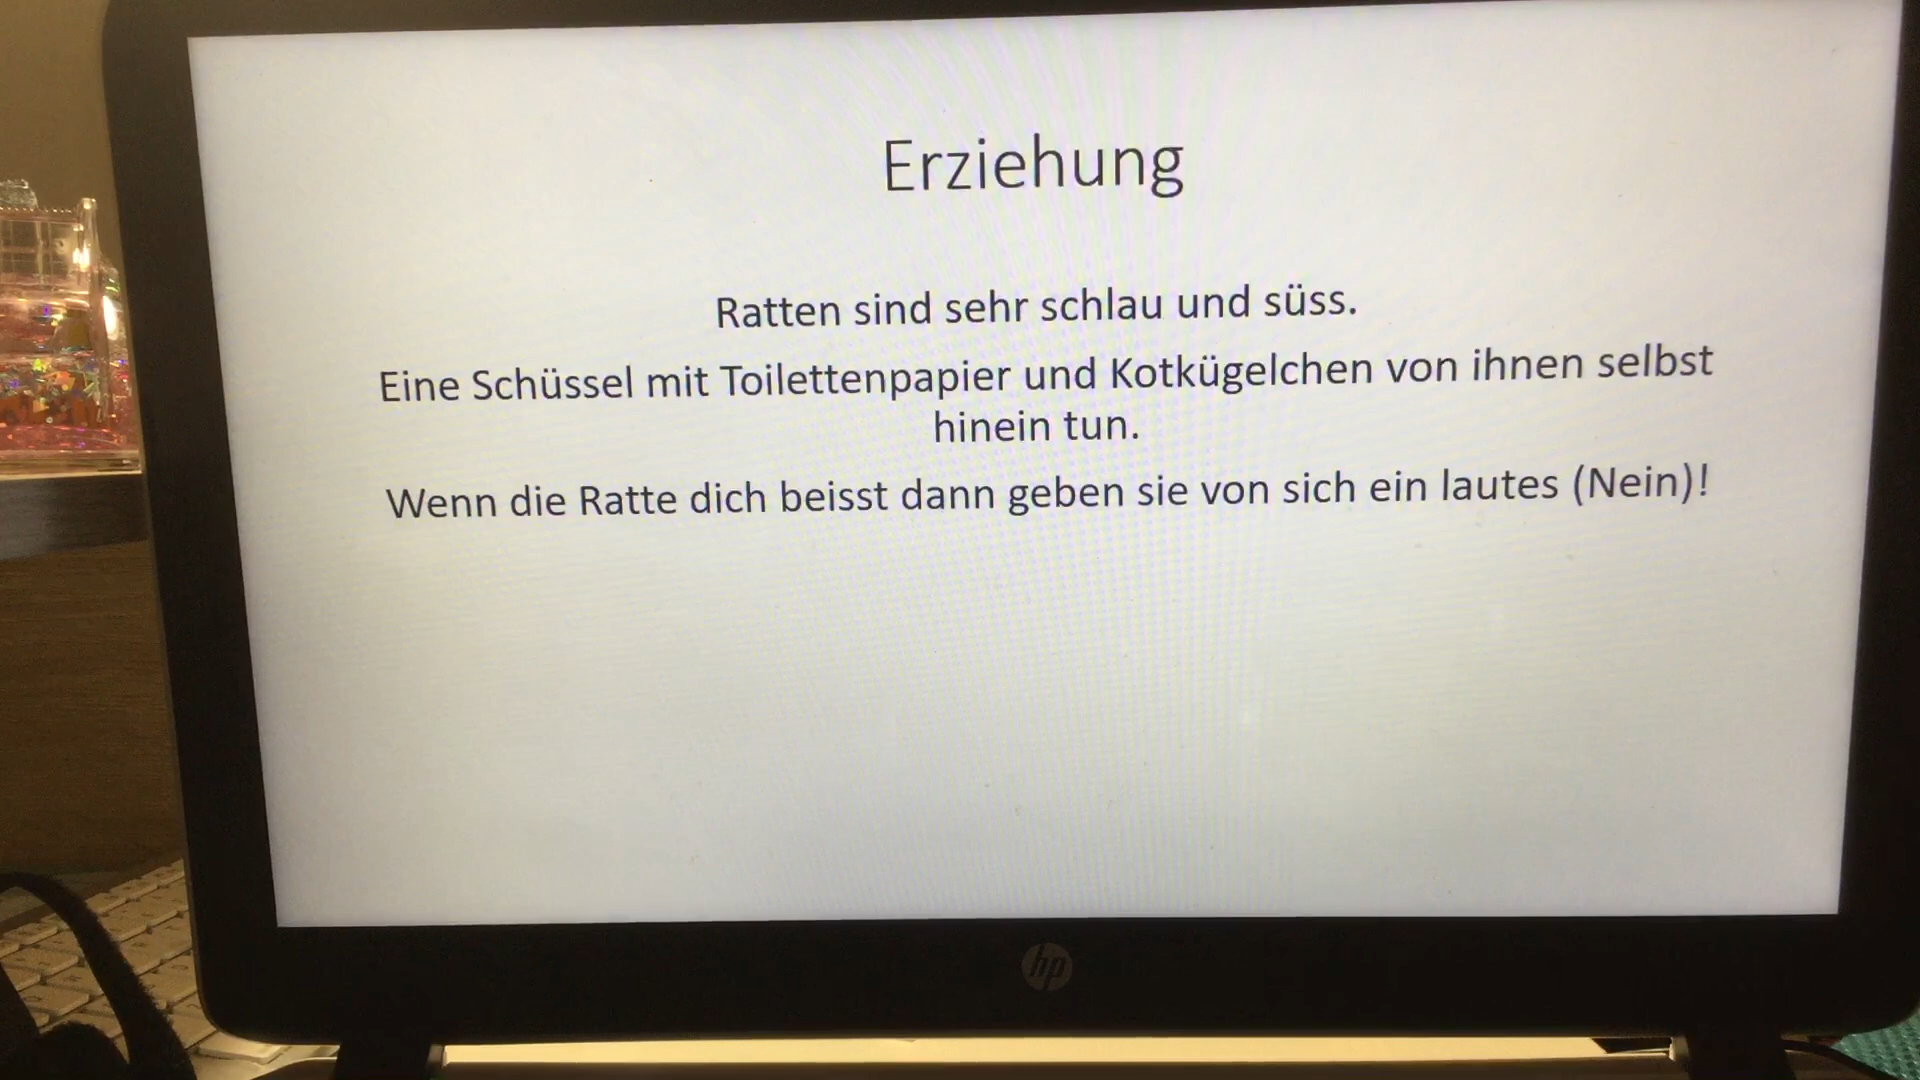 Erziehung
Ratten sind sehr schlau und süss.
Eine Schüssel mit Toilettenpapier und Kotkügelchen von ihnen selbst
hinein tun.
Wenn die Ratte dich beisst dann geben sie von sich ein lautes (Nein)!
hp